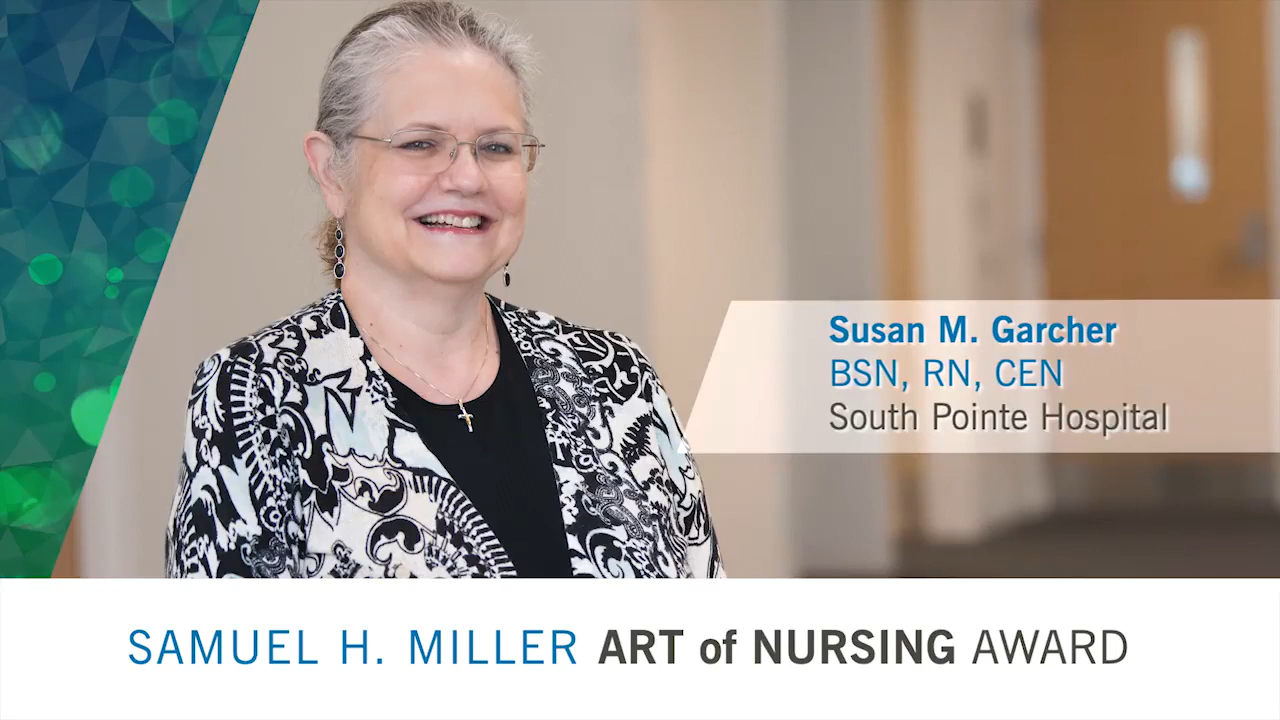 Susan M. Garcher
BSN, RN, CEN
South Pointe Hospital
SAMUEL H. MILLER ART of NURSING AWARD